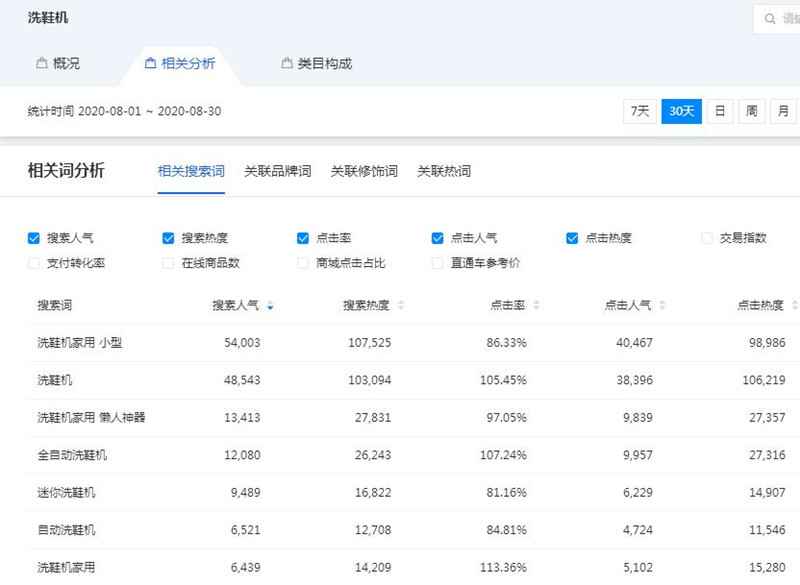 洗鞋机
请输
概况 相关分析 类目构成
统计时间 2020-08-01 ~ 2020-08-30 7天 30天 日 周 月
相关词分析 相关搜索词 关联品牌词 关联修饰词 关联热词
搜索人气 搜索热度 点击率 点击人气 点击热度 交易指数
支付转化率 在线商品数 商城点击占比 直通车参考价
搜索词 搜索人气 搜索热度 点击率 点击人气 点击热度
洗鞋机家用 小型 54,003 107,525 86.33% 40,467 98,986
洗鞋机 48,543 103,094 105.45% 38,396 106,219
洗鞋机家用 懒人神器 13,413 27,831 97.05% 9,839 27,357
全自动洗鞋机 12,080 26,243 107.24% 9,957 27,316
迷你洗鞋机 9,489 16,822 81.16% 6,229 14,907
自动洗鞋机 6,521 12,708 84.81% 4,724 11,546
洗鞋机家用 6,439 14,209 113.36% 5,102 15,280